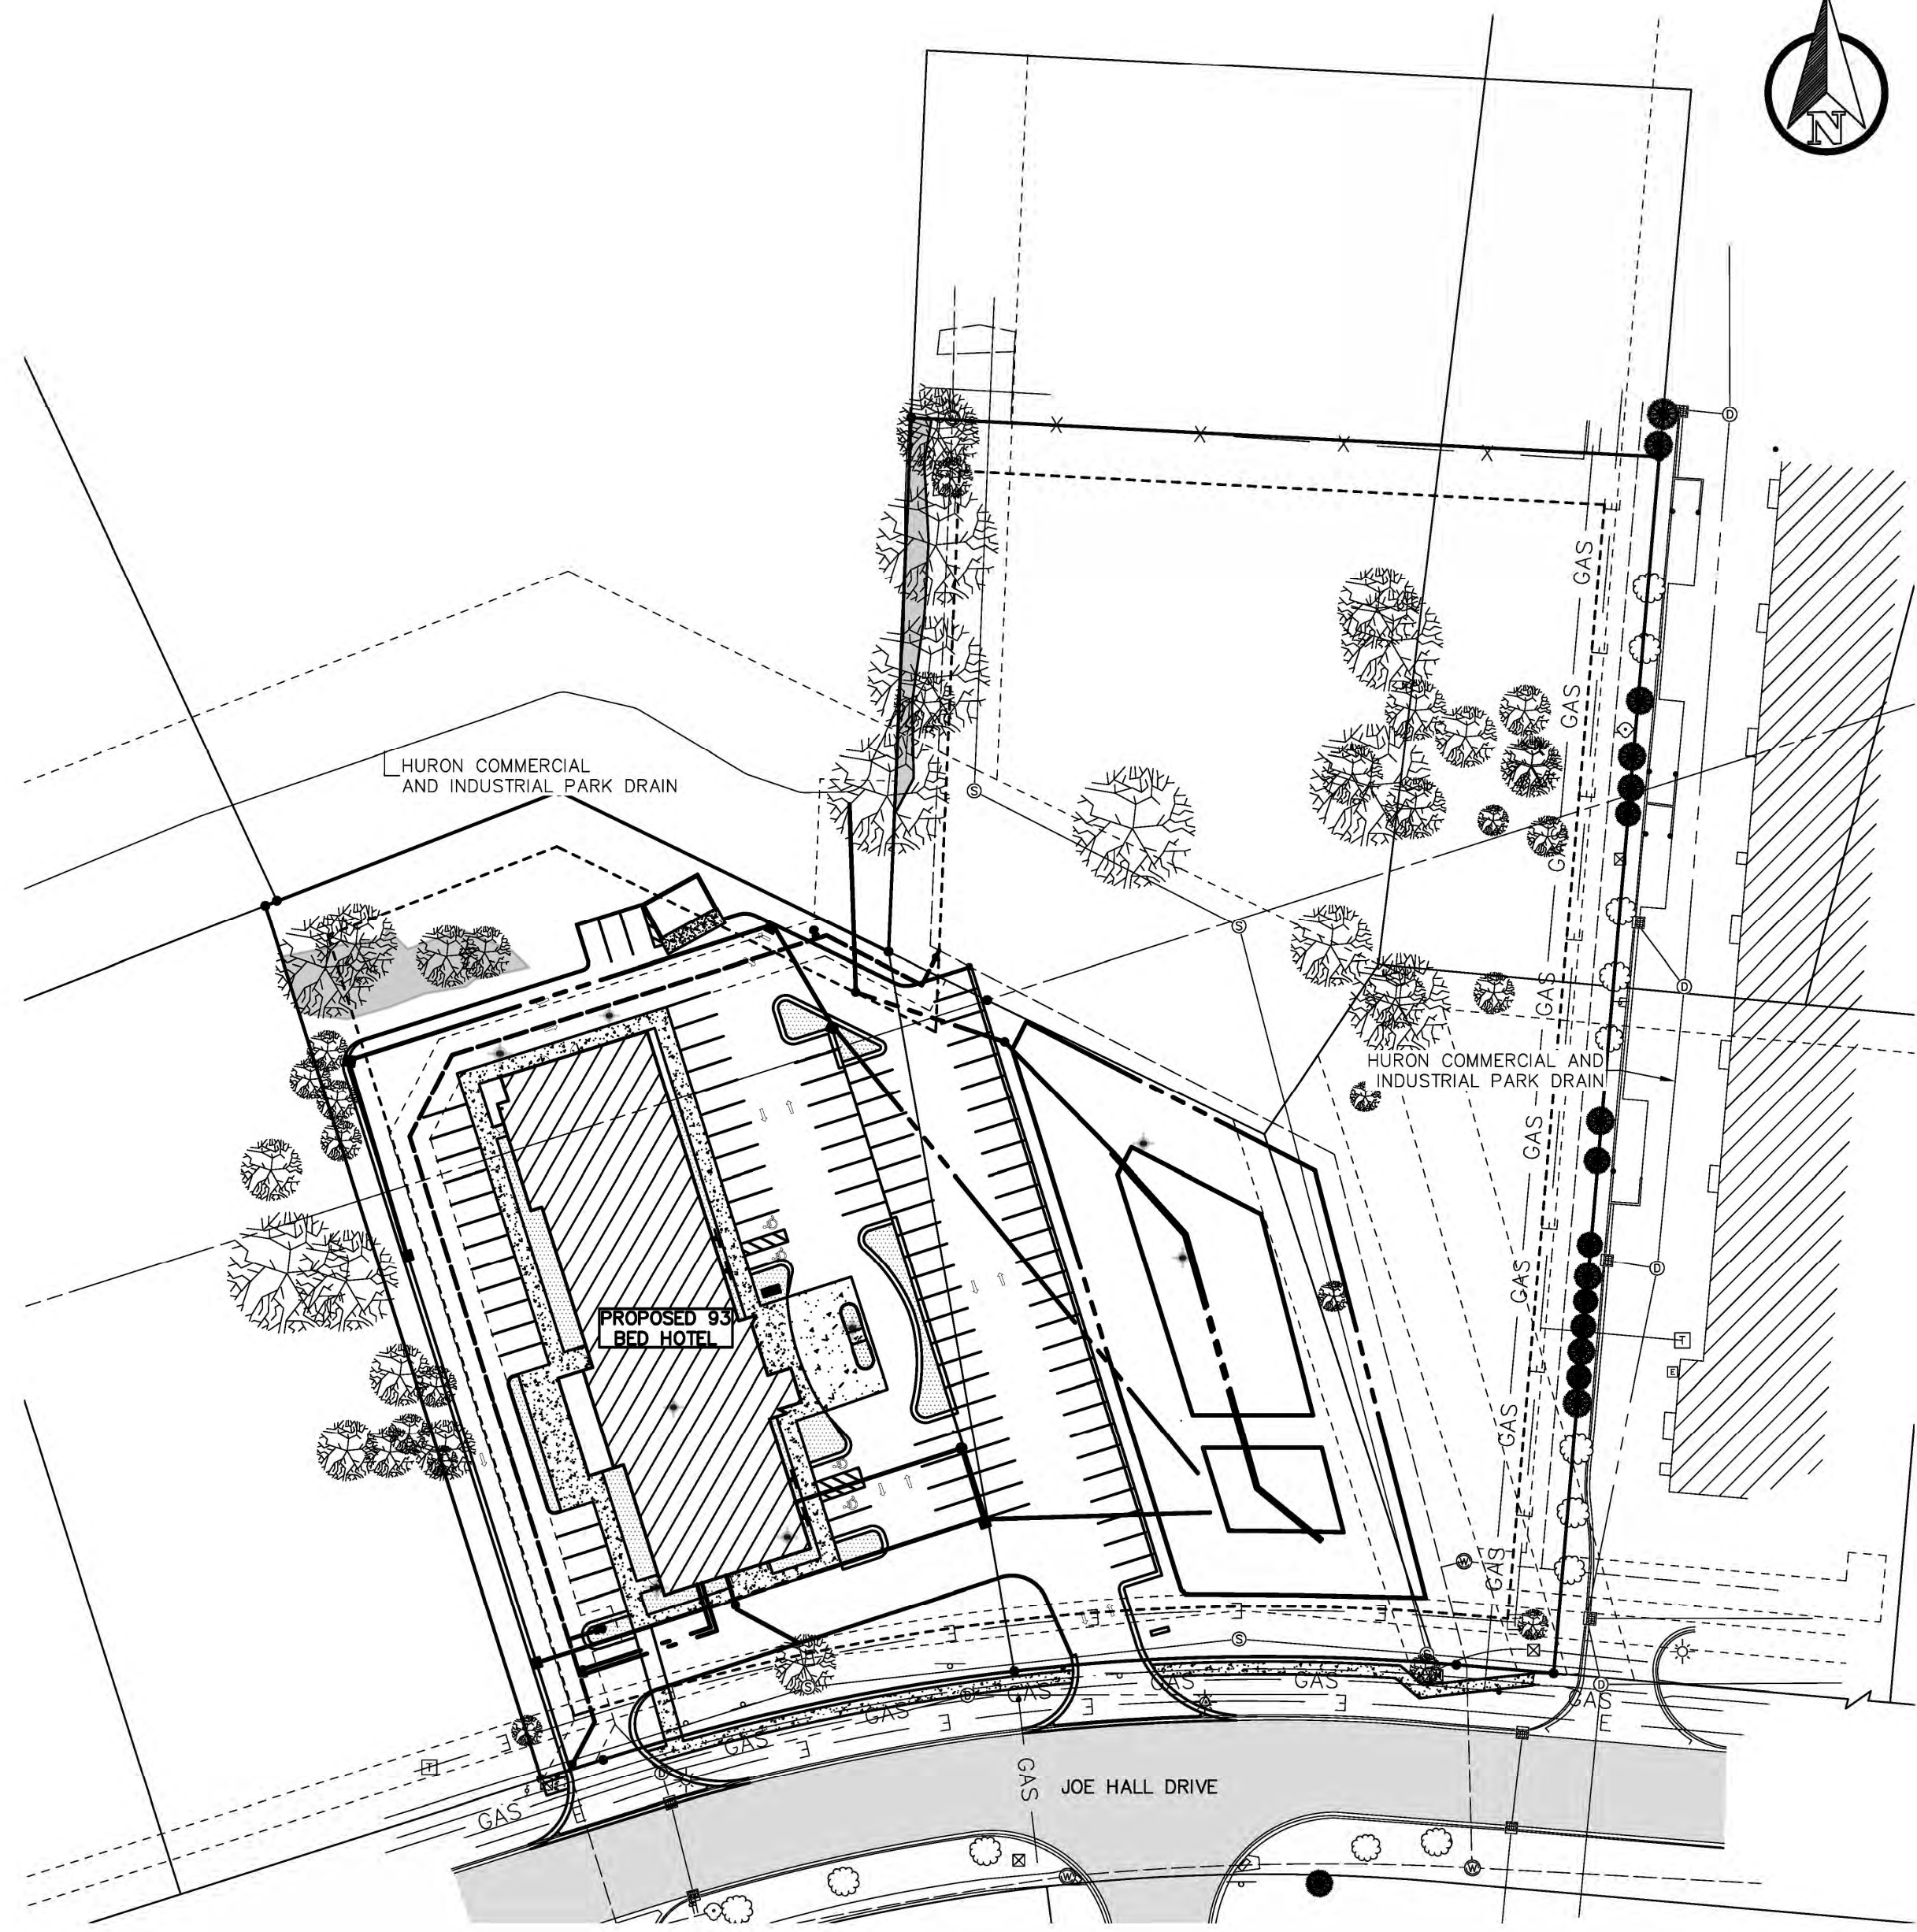 N
HURON COMMERCIAL
AND INDUSTRIAL PARK DRAIN
GAS
GAS
GAS
GAS
HURON COMMERCIAL AND
INDUSTRIAL PARK DRAIN
GAS
GAS
PROPOSED 93
BED HOTEL
GAS
GAS
GAS
GAS
GAS
GAS
GAS
GAS
GAS
GAS
JOE HALL DRIVE